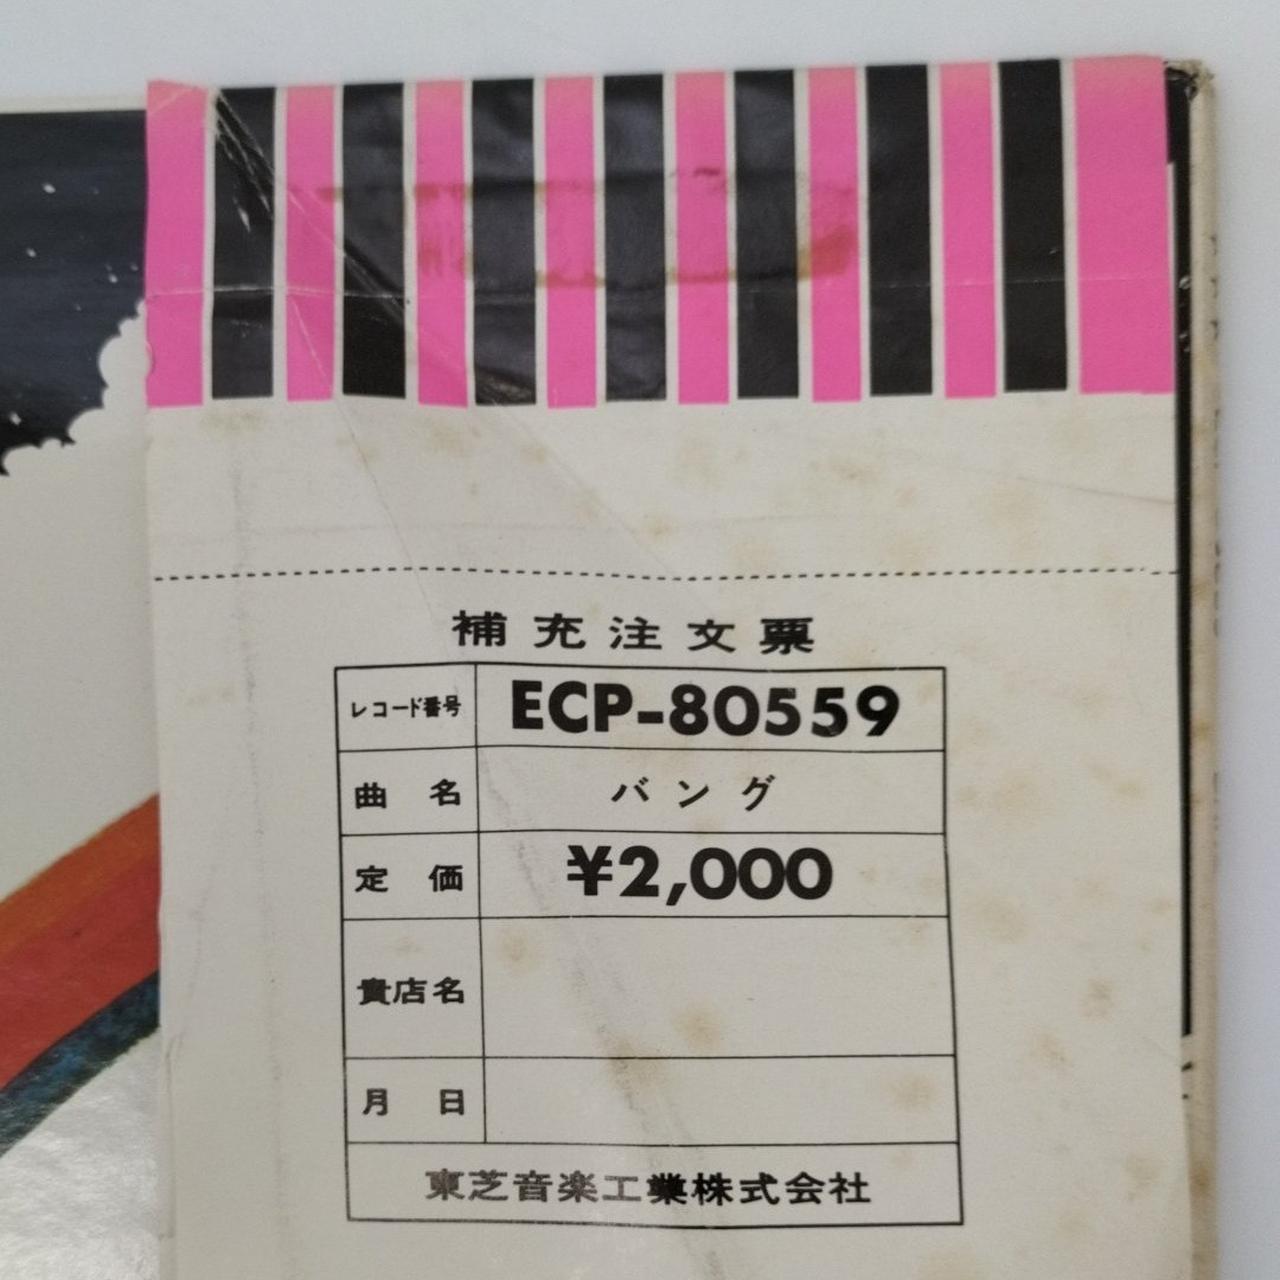 補充注文票
レコード番号 ECP-80559
曲名 バング
定価 ¥2,000
貴店名
月日
東芝音楽工業株式会社